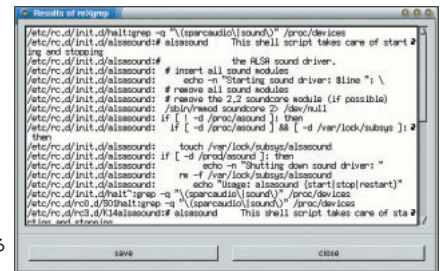 Results of reXgrep
/etc/rc.d/init.d/halt:grep -q "\(sparcaudio\|sound\)" /proc/devices
/etc/rc.d/init.d/alsasound:# alsasound This shell script takes care of start
ing and stopping
/etc/rc.d/init.d/alsasound:# the ALSA sound driver.
/etc/rc.d/init.d/alsasound: # insert all sound modules
/etc/rc.d/init.d/alsasound: echo -n "Starting sound driver: $line "; \
/etc/rc.d/init.d/alsasound: # remove all sound modules
/etc/rc.d/init.d/alsasound: # remove the 2.2 soundcore module (if possible)
/etc/rc.d/init.d/alsasound: /sbin/rmmod soundcore 2> /dev/null
/etc/rc.d/init.d/alsasound: if [ ! -d /proc/asound ]; then
/etc/rc.d/init.d/alsasound: if [ -d /proc/asound ] && [ -d /var/lock/subsys ];
then
/etc/rc.d/init.d/alsasound: touch /var/lock/subsys/alsasound
/etc/rc.d/init.d/alsasound: if [ -d /proc/asound ]; then
/etc/rc.d/init.d/alsasound: echo -n "Shutting down sound driver: "
/etc/rc.d/init.d/alsasound: rm -f /var/lock/subsys/alsasound
/etc/rc.d/init.d/alsasound: echo "Usage: alsasound {start|stop|restart}"
/etc/rc.d/init.d/halt~:grep -q "\(sparcaudio\|sound\)" /proc/devices
/etc/rc.d/rc0.d/S01halt:grep -q "\(sparcaudio\|sound\)" /proc/devices
/etc/rc.d/rc3.d/K14alsasound:# alsasound This shell script takes care of sta
rting and stopping
save
close